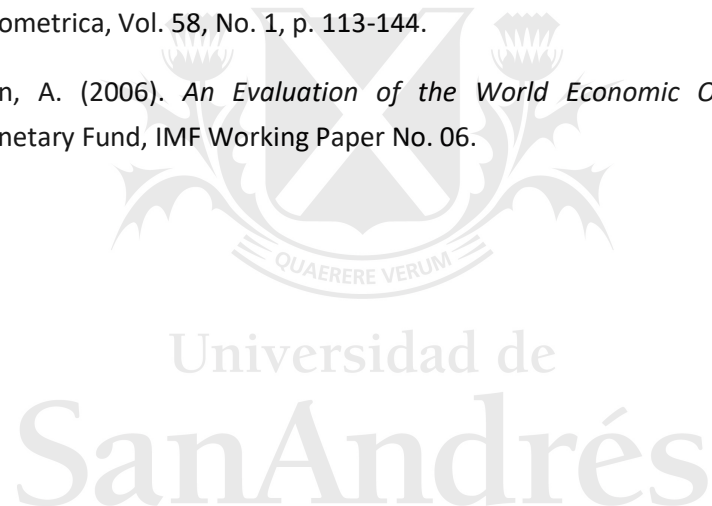 ometrica, Vol. 58, No. 1, p. 113-144.
n, A. (2006). An Evaluation of the World Economic O
netary Fund, IMF Working Paper No. 06.
QUAERERE VERUM
Universidad de
SanAndrés